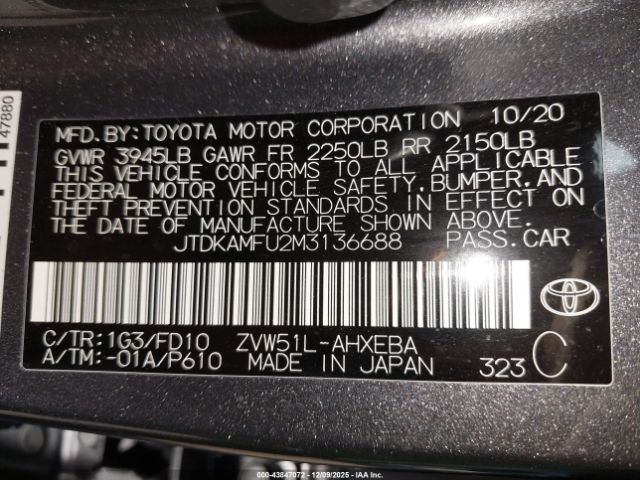 47880
MFD.BY:TOYOTA MOTOR CORPORATION 10/20
GVWR 3945LB GAWR FR 2250LB RR 2150LB
THIS VEHICLE CONFORMS TO ALL APPLICABLE
FEDERAL MOTOR VEHICLE SAFETY,BUMPER,AND
THEFT PREVENTION STANDARDS IN EFFECT ON
THE DATE OF MANUFACTURE SHOWN ABOVE.
JTDKAMFU2M3136688 PASS.CAR
C/TR:1G3/FD10 ZVW51L-AHXEBA
A/TM:-01A/P610 MADE IN JAPAN 323 C
000-43847072 - 12/09/2025 - IAAI.COM